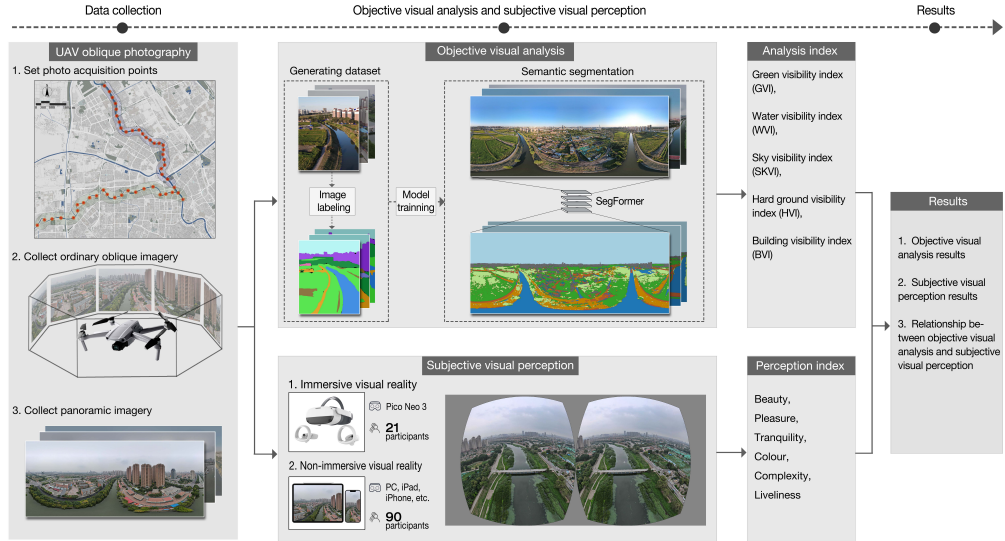 Data collection
Objective visual analysis and subjective visual perception
Results
UAV oblique photography
1. Set photo acquisition points
2. Collect ordinary oblique imagery
3. Collect panoramic imagery
Objective visual analysis
Generating dataset
Semantic segmentation
Image
labeling
Model
trainning
SegFormer
Subjective visual perception
1. Immersive visual reality
Pico Neo 3
21
participants
2. Non-immersive visual reality
PC, iPad,
iPhone, etc.
90
participants
Analysis index
Green visibility index
(GVI),
Water visibility index
(WVI),
Sky visibility index
(SKVI),
Hard ground visibility
index (HVI),
Building visibility index
(BVI)
Perception index
Beauty,
Pleasure,
Tranquility,
Colour,
Complexity,
Liveliness
Results
1. Objective visual
analysis results
2. Subjective visual
perception results
3. Relationship be-
tween objective visual
analysis and subjective
visual perception